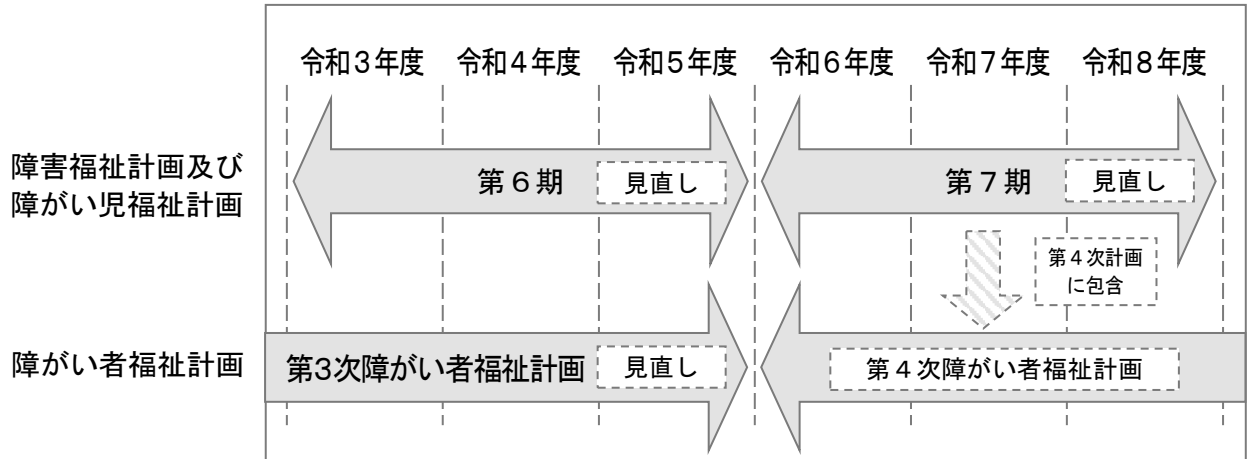 令和3年度 令和4年度 令和5年度 令和6年度 令和7年度 令和8年度
障害福祉計画及び
障がい児福祉計画
第６期
見直し
第７期
見直し
第４次計画
に包含
障がい者福祉計画
第3次障がい者福祉計画
見直し
第４次障がい者福祉計画